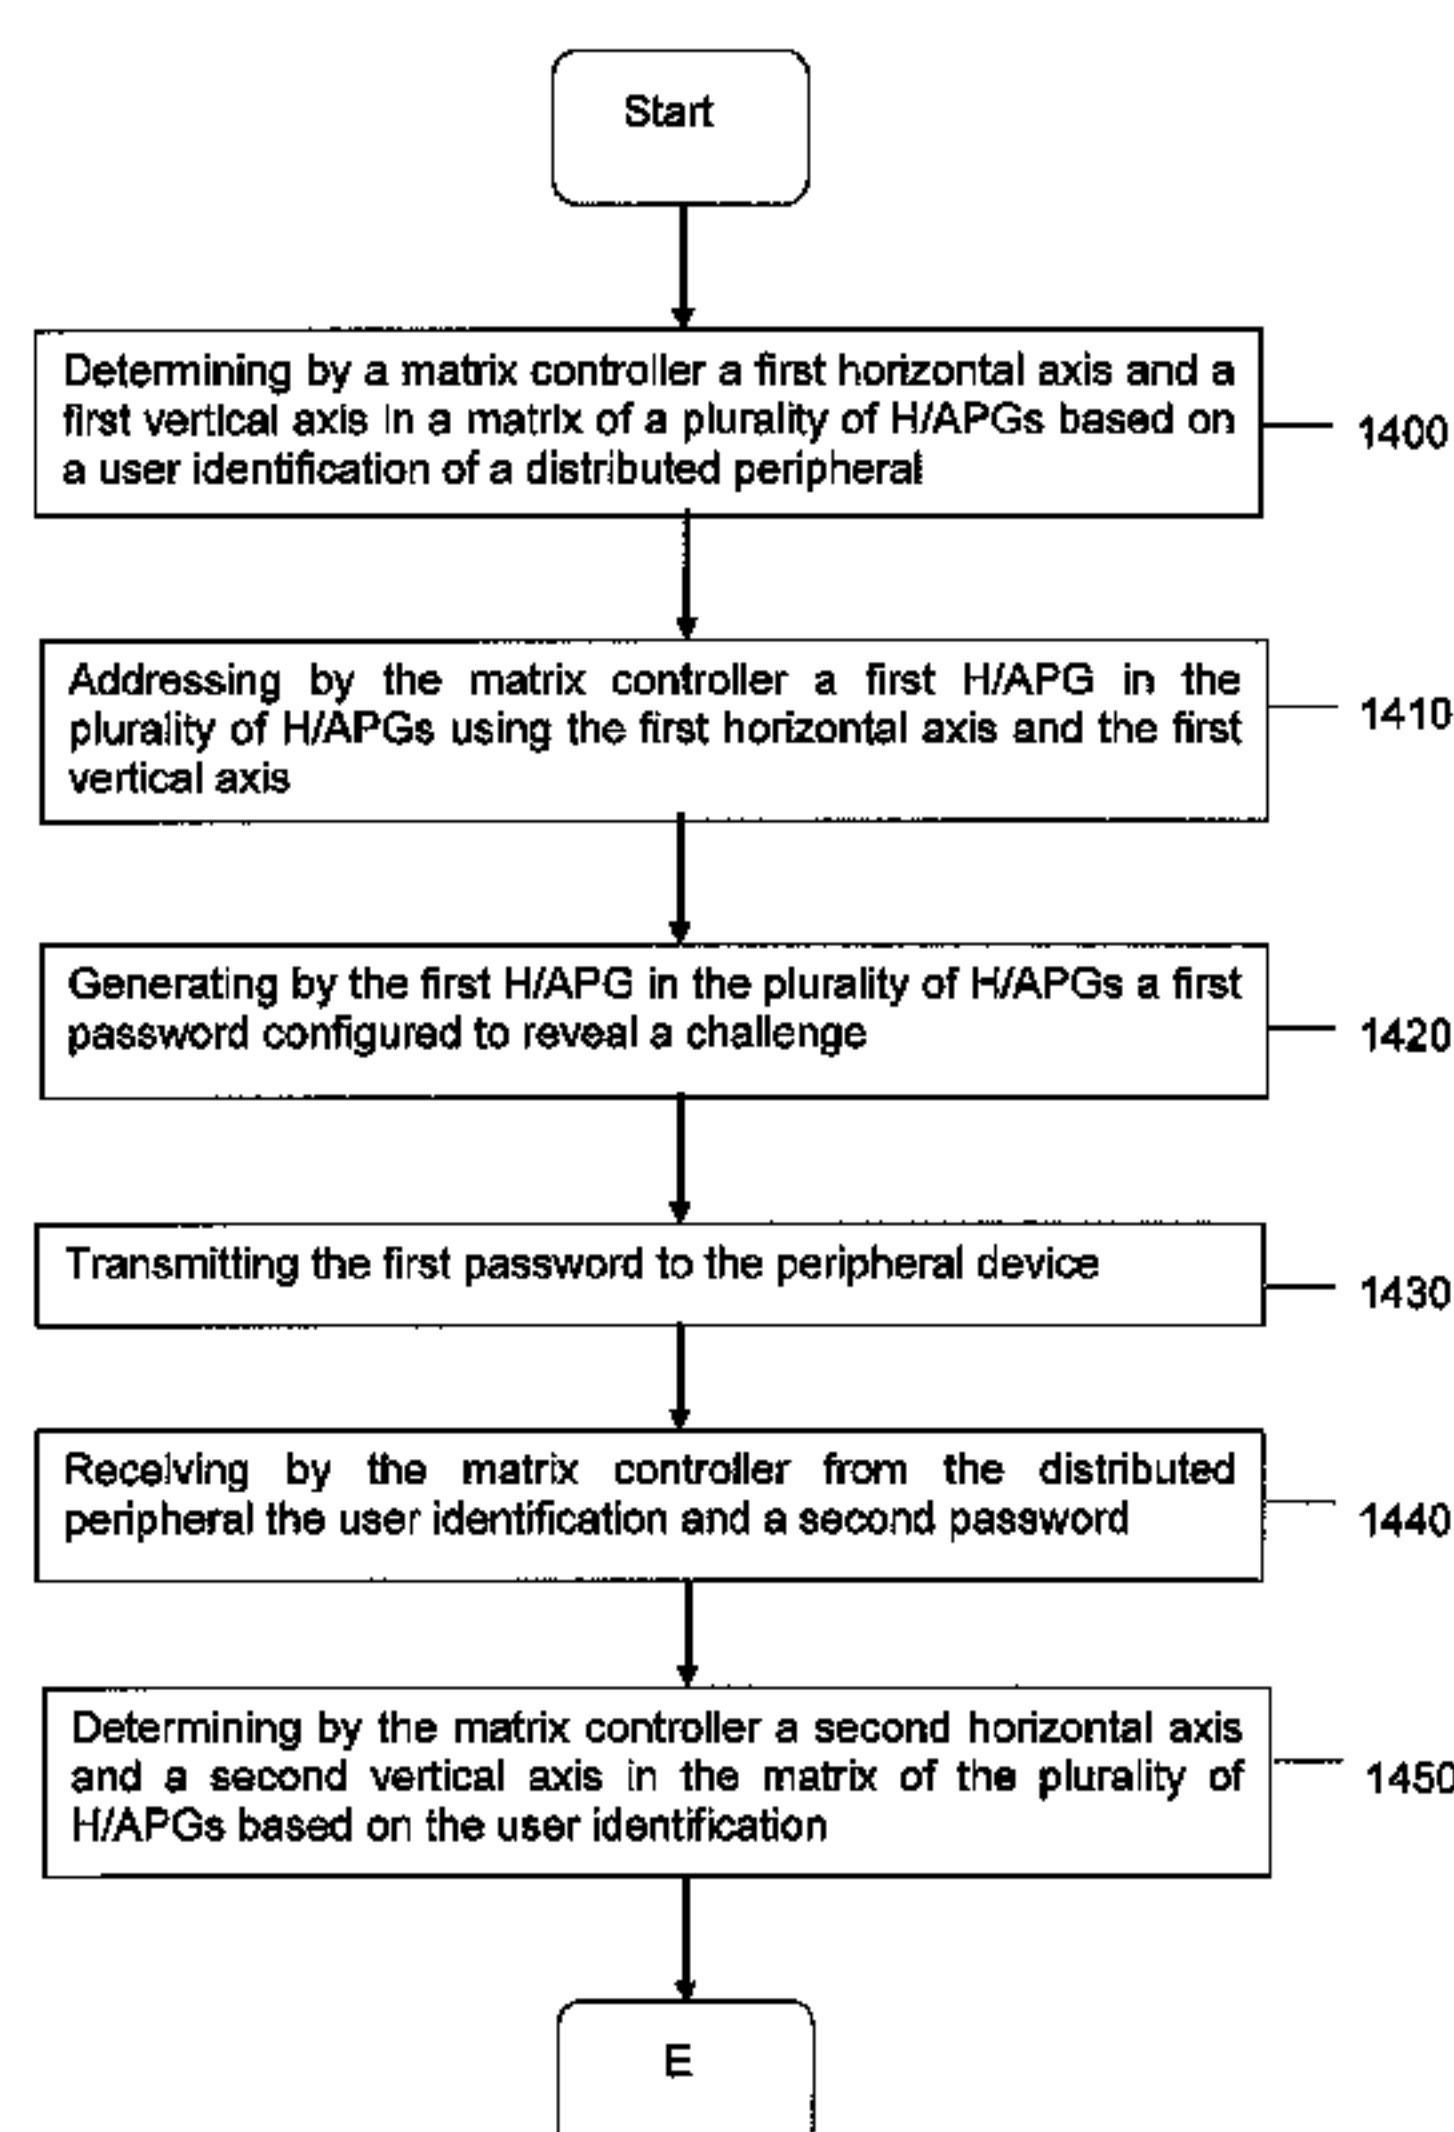 Start
Determining by a matrix controller a first horizontal axis and a
first vertical axis in a matrix of a plurality of H/APGs based on
a user identification of a distributed peripheral
1400
Addressing by the matrix controller a first H/APG in the
plurality of H/APGs using the first horizontal axis and the first
vertical axis
1410
Generating by the first H/APG in the plurality of H/APGs a first
password configured to reveal a challenge
1420
Transmitting the first password to the peripheral device
1430
Receiving by the matrix controller from the distributed
peripheral the user identification and a second password
1440
Determining by the matrix controller a second horizontal axis
and a second vertical axis in the matrix of the plurality of
H/APGs based on the user identification
1450
E